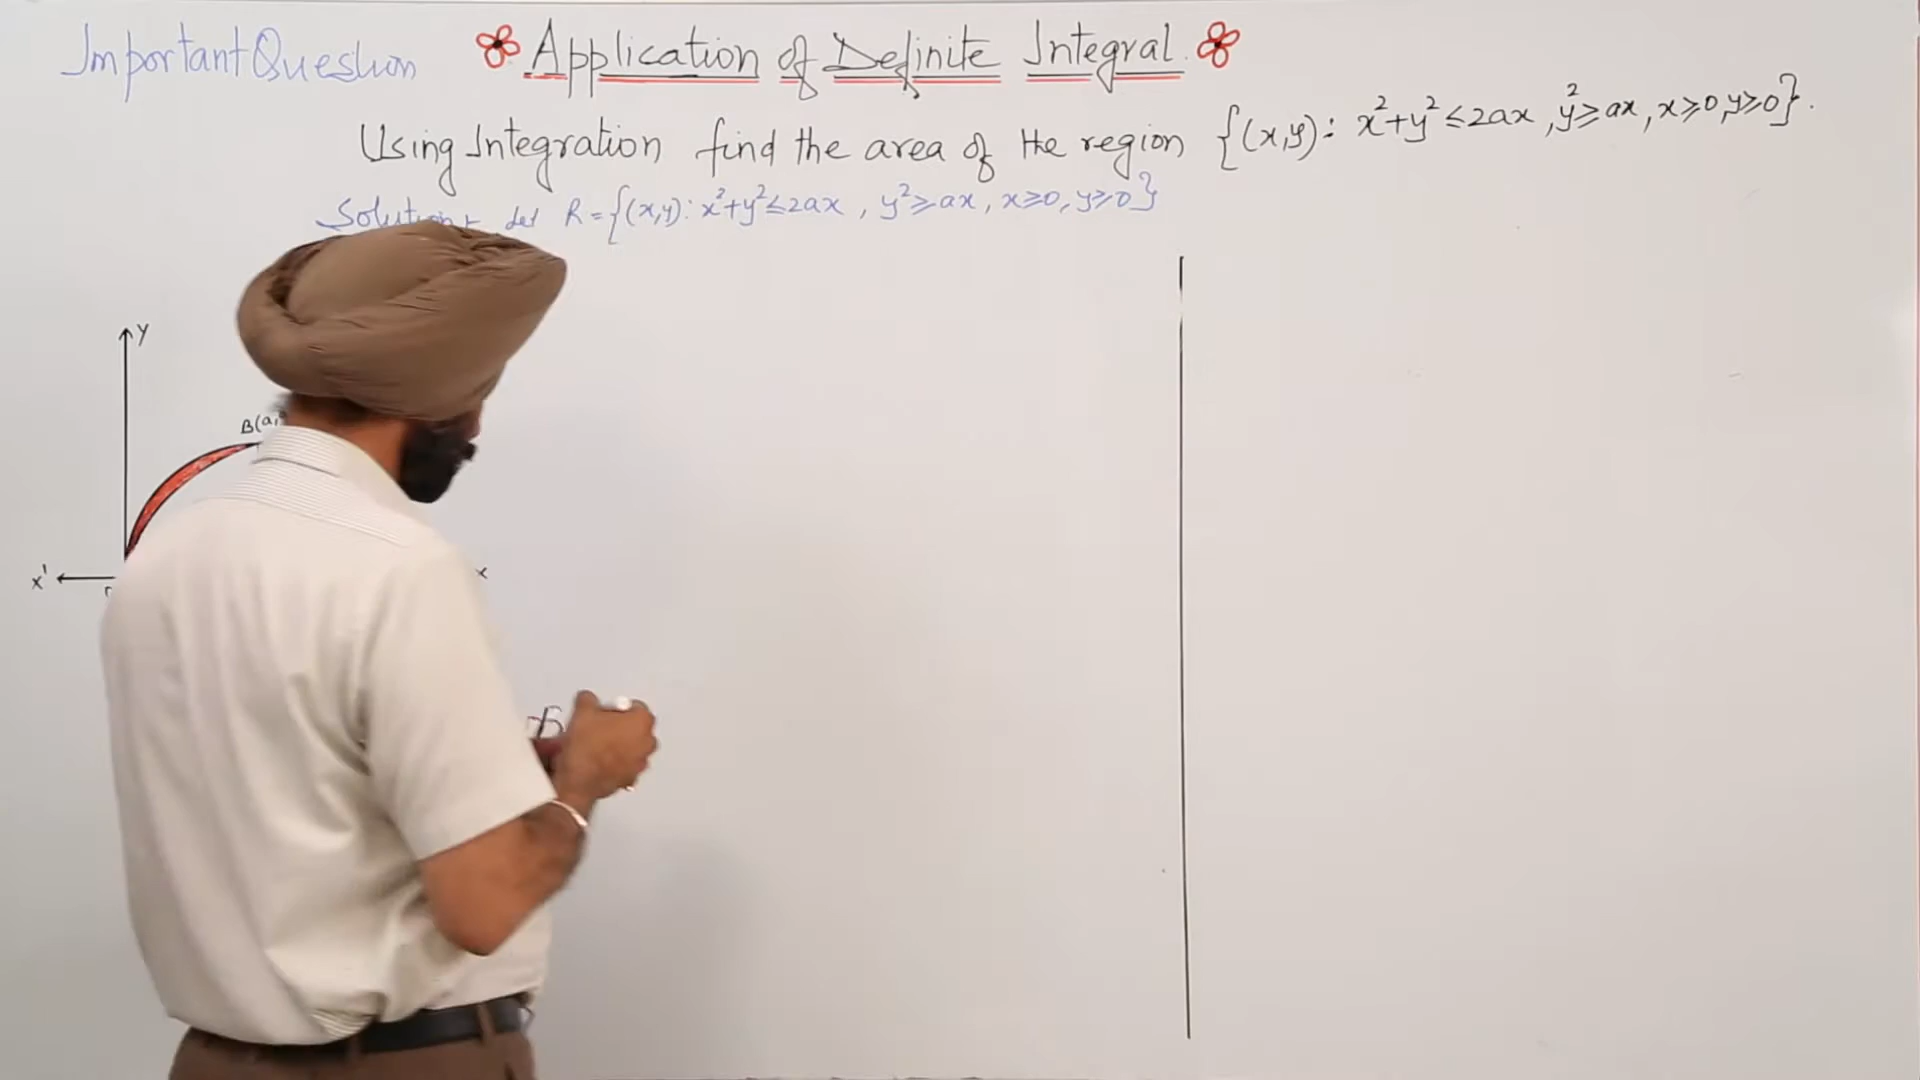 Important Question
Application of Definite Integral.
Using Integration find the area of the region {(x,y): x²+y² ≤ 2ax, y² ≥ ax, x ≥ 0, y ≥ 0}.
Solution let R = {(x,y): x²+y² ≤ 2ax, y² ≥ ax, x ≥ 0, y ≥ 0}
y
B(a,
x'
x